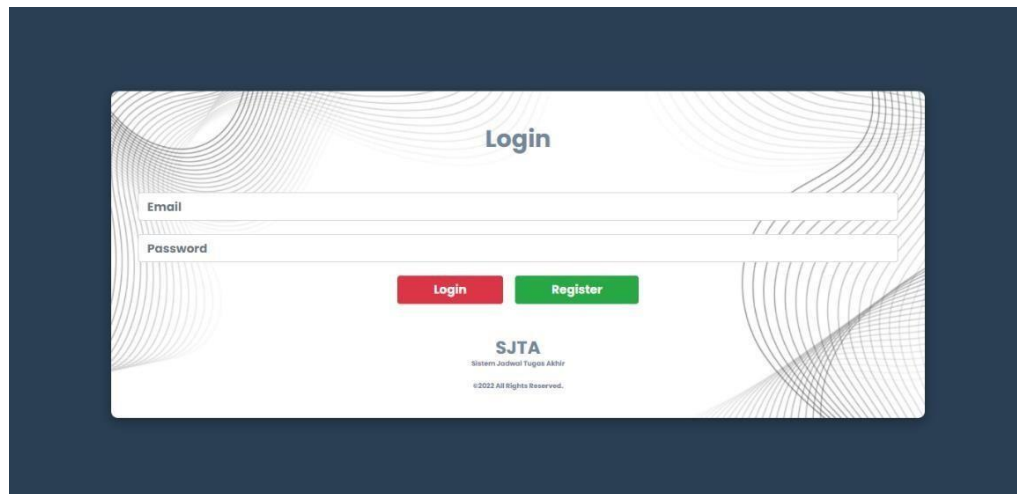 Login
Email
Password
Login Register
SJTA
Sistem Jadwal Tugas Akhir
©2022 All Rights Reserved.